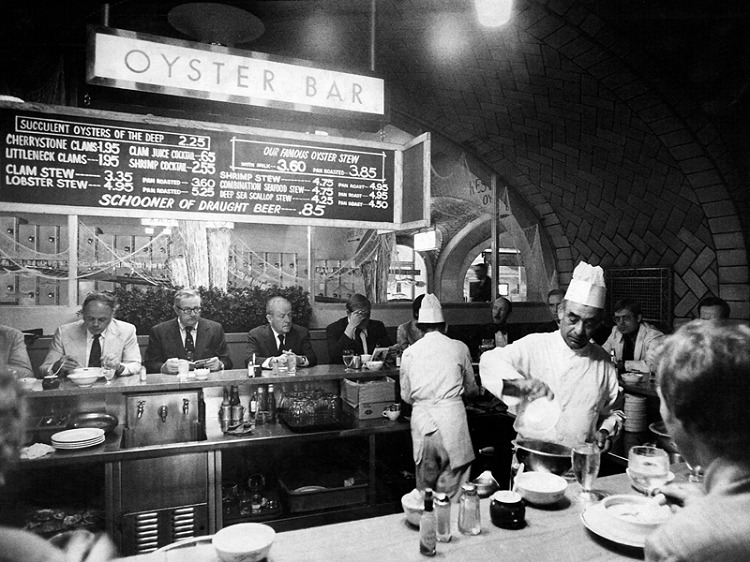 OYSTER BAR
SUCCULENT OYSTERS OF THE DEEP 2.25
CHERRYSTONE CLAMS 1.95
LITTLENECK CLAMS 1.95
CLAM STEW 3.35
LOBSTER STEW 4.95
CLAM JUICE COCKTAIL .65
SHRIMP COCKTAIL 2.55
PAN ROASTED 3.60
PAN ROASTED 5.25
SCHOONER OF DRAUGHT BEER .85
OUR FAMOUS OYSTER STEW
WITH MILK 3.60 PAN ROAST 3.85
SHRIMP STEW 4.75 PAN ROAST 4.95
COMBINATION SEAFOOD STEW 4.75 PAN ROAST 4.95
DEEP SEA SCALLOP STEW 4.25 PAN ROAST 4.50